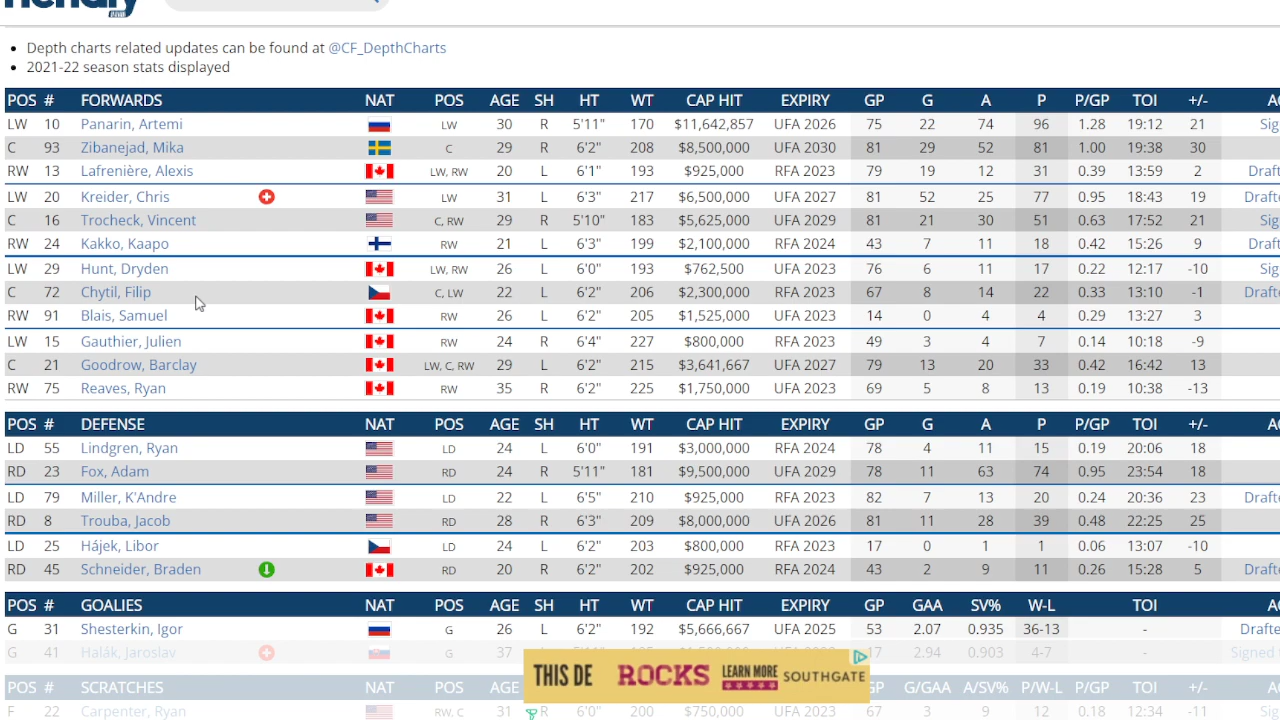 Depth charts related updates can be found at @CF_DepthCharts
2021-22 season stats displayed
POS # FORWARDS NAT POS AGE SH HT WT CAP HIT EXPIRY GP G A P P/GP TOI +/-
LW 10 Panarin, Artemi LW 30 R 5'11" 170 $11,642,857 UFA 2026 75 22 74 96 1.28 19:12 21 Sig
C 93 Zibanejad, Mika C 29 R 6'2" 208 $8,500,000 UFA 2030 81 29 52 81 1.00 19:38 30
RW 13 Lafrenière, Alexis LW, RW 20 L 6'1" 193 $925,000 RFA 2023 79 19 12 31 0.39 13:59 2 Draft
LW 20 Kreider, Chris LW 31 L 6'3" 217 $6,500,000 UFA 2027 81 52 25 77 0.95 18:43 19 Drafte
C 16 Trocheck, Vincent C, RW 29 R 5'10" 183 $5,625,000 UFA 2029 81 21 30 51 0.63 17:52 21 Sig
RW 24 Kakko, Kaapo RW 21 L 6'3" 199 $2,100,000 RFA 2024 43 7 11 18 0.42 15:26 9 Draft
LW 29 Hunt, Dryden LW, RW 26 L 6'0" 193 $762,500 UFA 2023 76 6 11 17 0.22 12:17 -10 Sig
C 72 Chytil, Filip C, LW 22 L 6'2" 206 $2,300,000 RFA 2023 67 8 14 22 0.33 13:10 -1 Drafte
RW 91 Blais, Samuel RW 26 L 6'2" 205 $1,525,000 UFA 2023 14 0 4 4 0.29 13:27 3
LW 15 Gauthier, Julien RW 24 R 6'4" 227 $800,000 RFA 2023 49 3 4 7 0.14 10:18 -9
C 21 Goodrow, Barclay LW, C, RW 29 L 6'2" 215 $3,641,667 UFA 2027 79 13 20 33 0.42 16:42 13
RW 75 Reaves, Ryan RW 35 R 6'2" 225 $1,750,000 UFA 2023 69 5 8 13 0.19 10:38 -13
POS # DEFENSE NAT POS AGE SH HT WT CAP HIT EXPIRY GP G A P P/GP TOI +/-
LD 55 Lindgren, Ryan LD 24 L 6'0" 191 $3,000,000 RFA 2024 78 4 11 15 0.19 20:06 18
RD 23 Fox, Adam RD 24 R 5'11" 181 $9,500,000 UFA 2029 78 11 63 74 0.95 23:54 18
LD 79 Miller, K'Andre LD 22 L 6'5" 210 $925,000 RFA 2023 82 7 13 20 0.24 20:36 23 Drafte
RD 8 Trouba, Jacob RD 28 R 6'3" 209 $8,000,000 UFA 2026 81 11 28 39 0.48 22:25 25
LD 25 Hájek, Libor LD 24 L 6'2" 203 $800,000 RFA 2023 17 0 1 1 0.06 13:07 -10
RD 45 Schneider, Braden RD 20 R 6'2" 202 $925,000 RFA 2024 43 2 9 11 0.26 15:28 5 Drafte
POS # GOALIES NAT POS AGE SH HT WT CAP HIT EXPIRY GP GAA SV% W-L TOI
G 31 Shesterkin, Igor G 26 L 6'2" 192 $5,666,667 UFA 2025 53 2.07 0.935 36-13 - Drafte
G 41 Halák, Jaroslav G 37 2.94 0.903 4-7 - Signed
THIS DE ROCKS LEARN MORE SOUTHGATE
POS # SCRATCHES NAT POS AGE GP G/GAA A/SV% P/W-L P/GP TOI +/-
F 22 Carpenter, Ryan RW, C 31 R 6'0" 200 $750,000 UFA 2023 67 3 9 12 0.18 12:34 -11 Sig